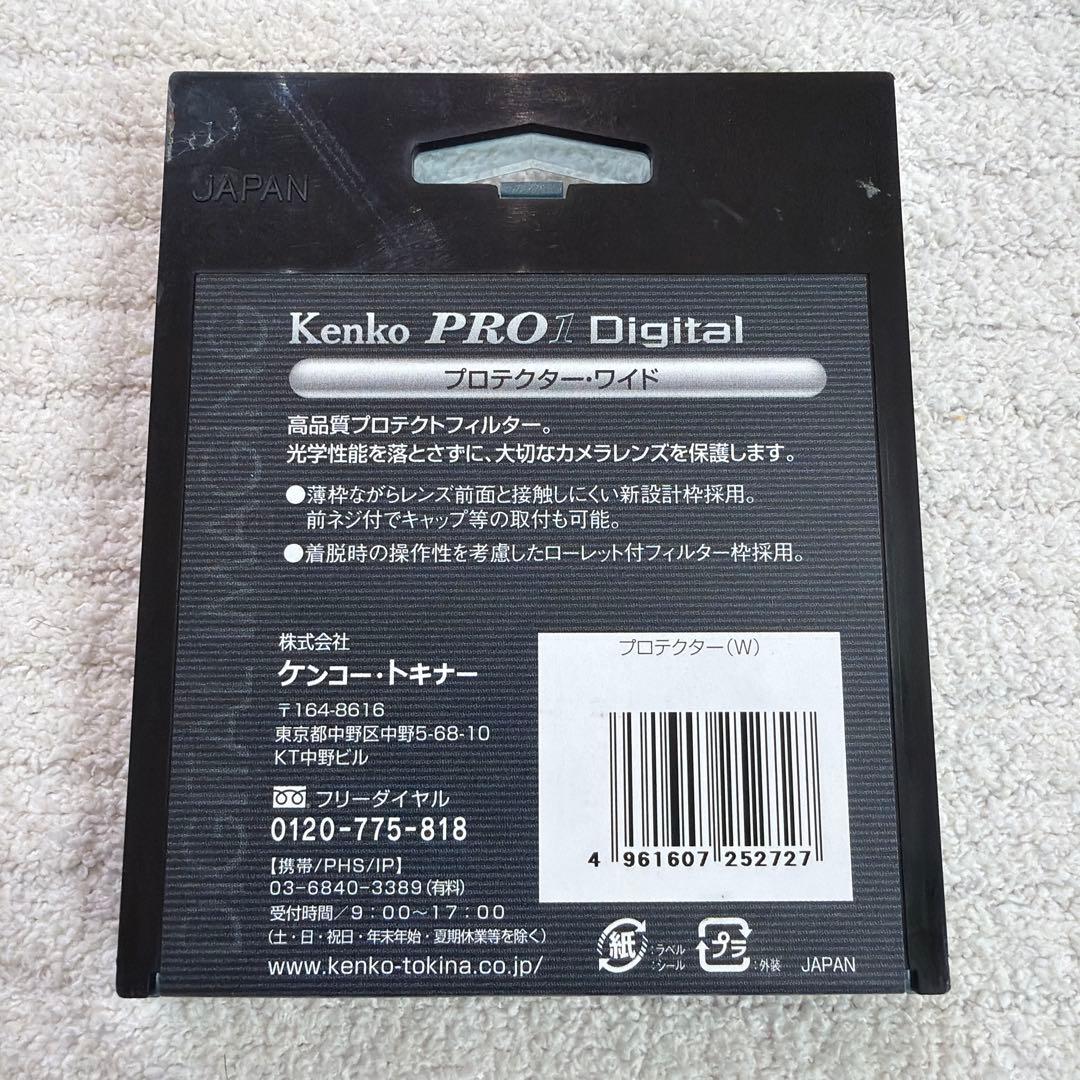 JAPAN
Kenko PRO1 Digital
プロテクター・ワイド
高品質プロテクトフィルター。
光学性能を落とさずに、大切なカメラレンズを保護します。
●薄枠ながらレンズ前面と接触しにくい新設計枠採用。
前ネジ付でキャップ等の取付も可能。
●着脱時の操作性を考慮したローレット付フィルター枠採用。
株式会社
ケンコー・トキナー
〒164-8616
東京都中野区中野5-68-10
KT中野ビル
フリーダイヤル
0120-775-818
【携帯/PHS/IP】
03-6840-3389(有料)
受付時間/9:00～17:00
(土・日・祝日・年末年始・夏期休業等を除く)
www.kenko-tokina.co.jp/
プロテクター(W)
4 961607 252727
紙 :ラベル
:シール
プラ :外装
JAPAN